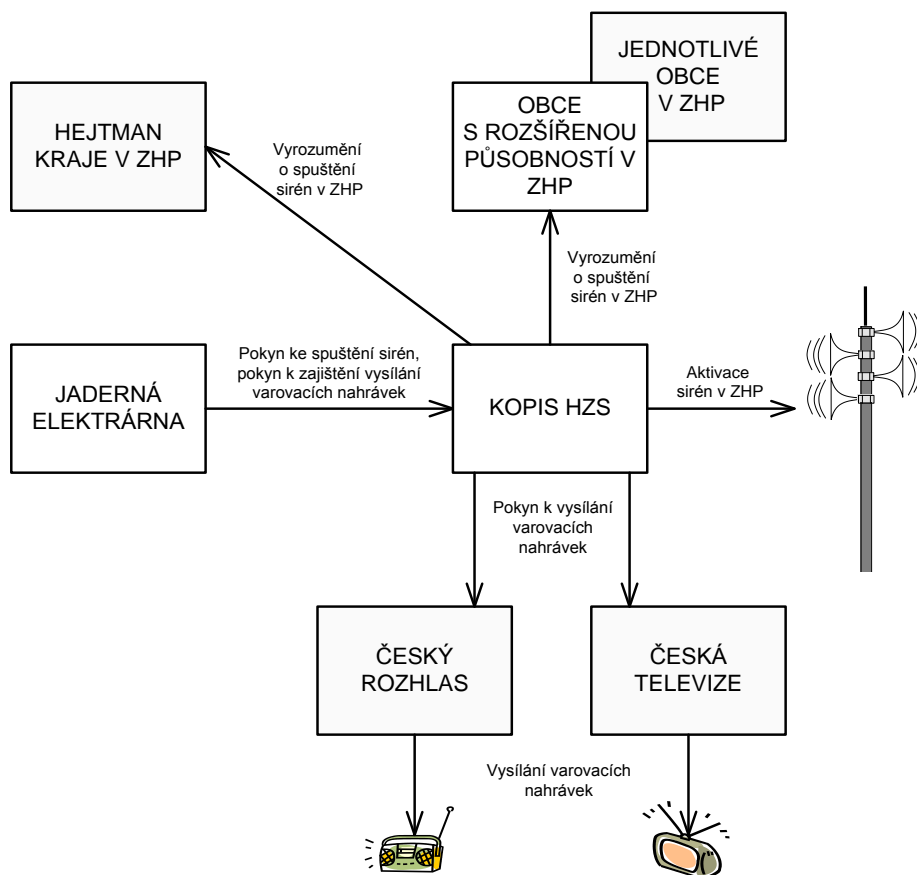 JEDNOTLIVÉ
OBCE
V ZHP
HEJTMAN
KRAJE V ZHP
OBCE
S ROZŠÍŘENOU
PŮSOBNOSTÍ V
ZHP
Vyrozumění
o spuštění
sirén v ZHP
Vyrozumění
o spuštění
sirén v ZHP
JADERNÁ
ELEKTRÁRNA
Pokyn ke spuštění sirén,
pokyn k zajištění vysílání
varovacích nahrávek
KOPIS HZS
Aktivace
sirén v ZHP
Pokyn k vysílání
varovacích
nahrávek
ČESKÝ
ROZHLAS
ČESKÁ
TELEVIZE
Vysílání varovacích
nahrávek